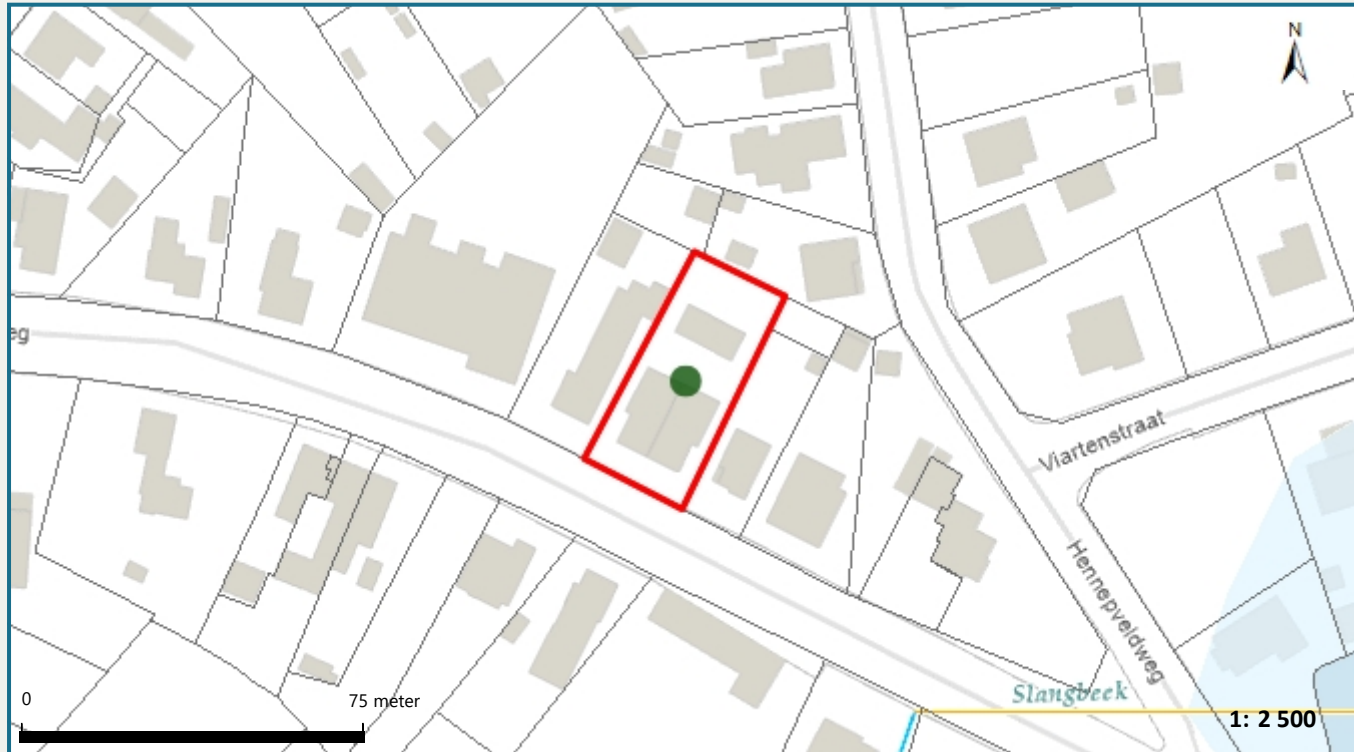 N
eg
Viartenstraat
Hennepveldweg
Slangbeek
0
75 meter
1: 2 500